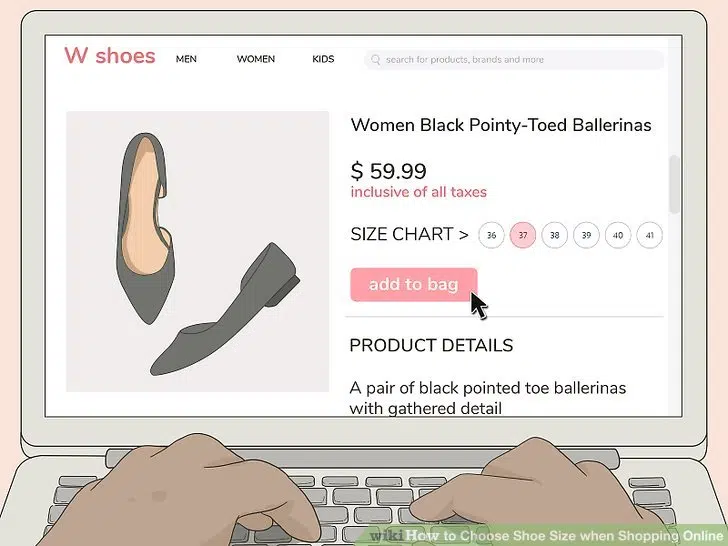 W shoes
MEN WOMEN KIDS
search for products, brands and more
Women Black Pointy-Toed Ballerinas
$ 59.99
inclusive of all taxes
SIZE CHART > 36 37 38 39 40 41
add to bag
PRODUCT DETAILS
A pair of black pointed toe ballerinas
with gathered detail
wikiHow to Choose Shoe Size when Shopping Online